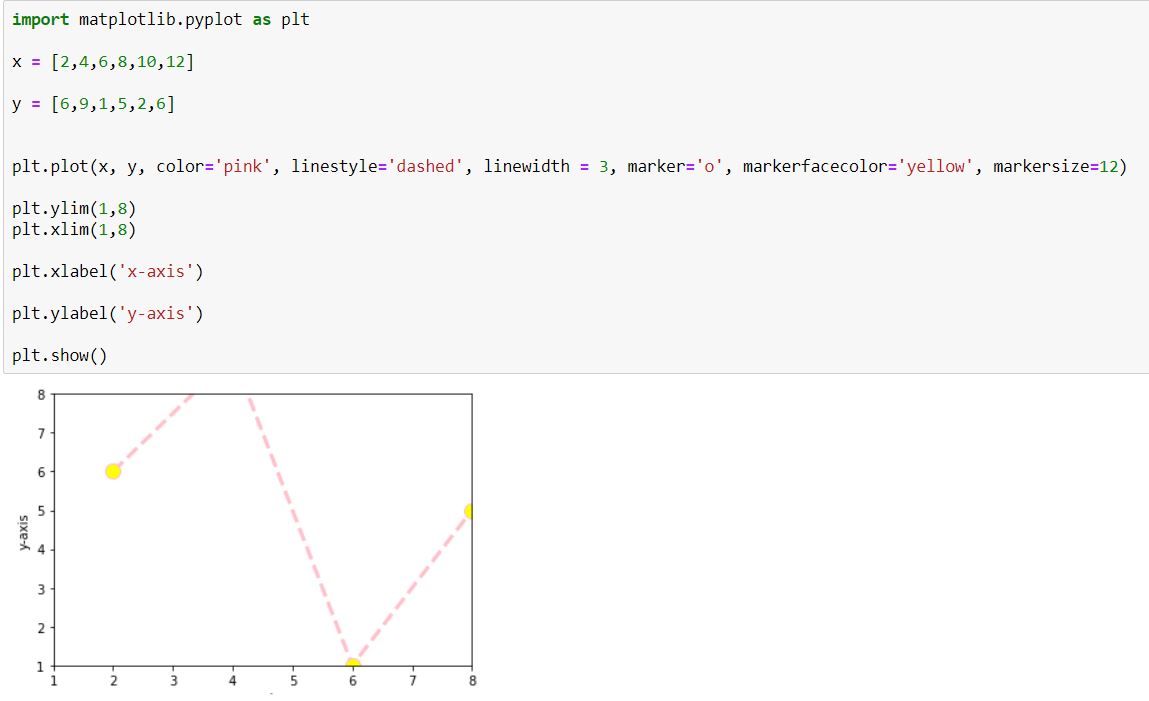 import matplotlib.pyplot as plt
x = [2,4,6,8,10,12]
y = [6,9,1,5,2,6]
plt.plot(x, y, color='pink', linestyle='dashed', linewidth = 3, marker='o', markerfacecolor='yellow', markersize=12)
plt.ylim(1,8)
plt.xlim(1,8)
plt.xlabel('x-axis')
plt.ylabel('y-axis')
plt.show()
8
7
6
5
4
3
2
1
y-axis
1 2 3 4 5 6 7 8